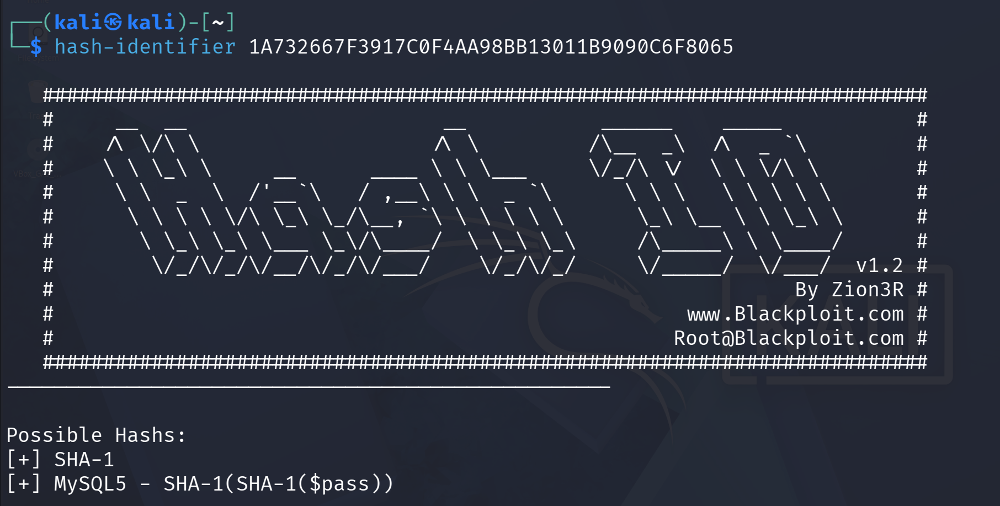 ┌──(kali㉿kali)-[~]
└─$ hash-identifier 1A732667F3917C0F4AA98BB13011B9090C6F8065
   #########################################################################
   #     __  __                     __           ______    _____           #
   #    /\ \/\ \                   /\ \         /\__  _\  /\  _ `\         #
   #    \ \ \_\ \     __      ____ \ \ \___     \/_/\ \/  \ \ \/\ \        #
   #     \ \  _  \  /'__`\   / ,__\ \ \  _ `\      \ \ \   \ \ \ \ \       #
   #      \ \ \ \ \/\ \_\ \_/\__, `\ \ \ \ \ \      \_\ \__ \ \ \_\ \      #
   #       \ \_\ \_\ \___ \_\/\____/  \ \_\ \_\     /\_____\ \ \____/      #
   #        \/_/\/_/\/__/\/_/\/___/    \/_/\/_/     \/_____/  \/___/  v1.2 #
   #                                                             By Zion3R #
   #                                                    www.Blackploit.com #
   #                                                   Root@Blackploit.com #
   #########################################################################
--------------------------------------------------
Possible Hashs:
[+] SHA-1
[+] MySQL5 - SHA-1(SHA-1($pass))
KALI